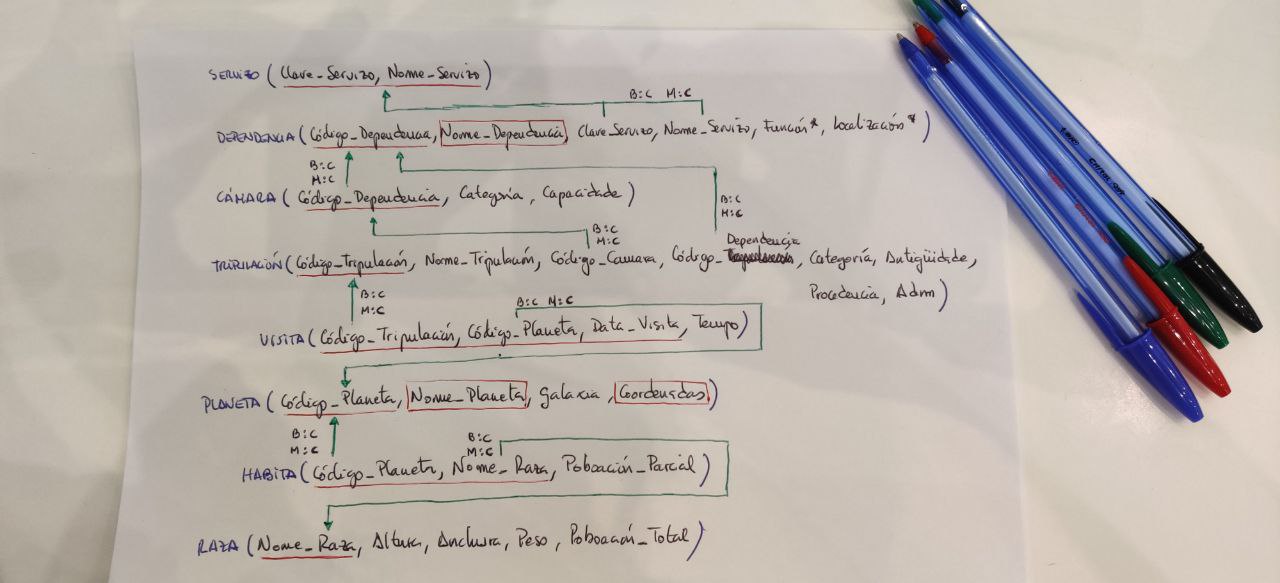 SERVIZO ( Clave_Servizo, Nome_Servizo )
B:C M:C
DEPENDENCIA ( Código_Dependencia, Nome_Dependencia, Clave_Servizo, Nome_Servizo, Función*, Localización* )
B:C
M:C
CÁMARA ( Código_Dependencia, Categoría, Capacidade )
B:C
M:C
B:C
M:C
Dependencia
TRIPULACIÓN ( Código_Tripulación, Nome_Tripulación, Código_Camara, Código_, Categoría, Antigüidade,
Procedencia, Adm )
B:C
M:C
B:C M:C
VISITA ( Código_Tripulación, Código_Planeta, Data_Visita, Tempo )
PLANETA ( Código_Planeta, Nome_Planeta, Galaxia, Coordenadas )
B:C
M:C
B:C
M:C
HABITA ( Código_Planeta, Nome_Raza, Poboación_Parcial )
RAZA ( Nome_Raza, Altura, Anchura, Peso, Poboación_Total )